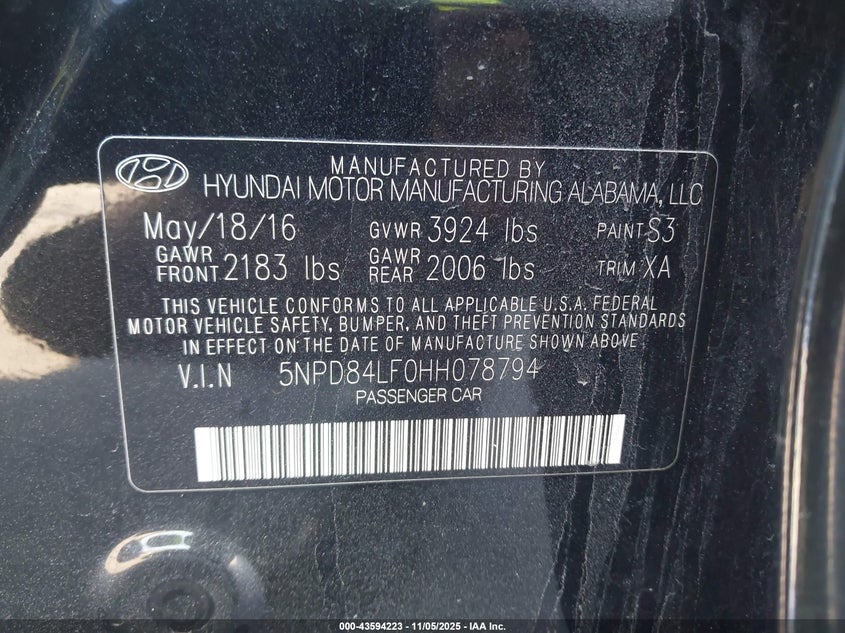 MANUFACTURED BY
HYUNDAI MOTOR MANUFACTURING ALABAMA, LLC
May/18/16 GVWR 3924 lbs PAINT S3
GAWR FRONT 2183 lbs GAWR REAR 2006 lbs TRIM XA
THIS VEHICLE CONFORMS TO ALL APPLICABLE U.S.A. FEDERAL
MOTOR VEHICLE SAFETY, BUMPER, AND THEFT PREVENTION STANDARDS
IN EFFECT ON THE DATE OF MANUFACTURE SHOWN ABOVE.
V.I.N 5NPD84LF0HH078794
PASSENGER CAR
000-43594223 - 11/05/2025 - IAA Inc.